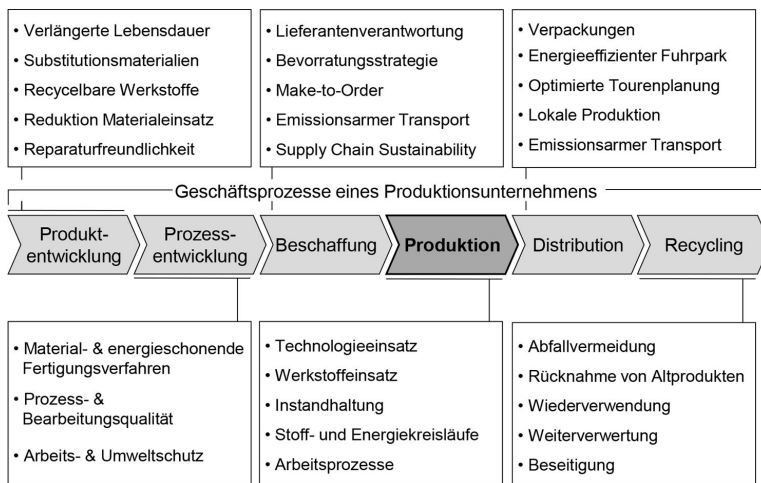 • Verlängerte Lebensdauer
• Substitutionsmaterialien
• Recycelbare Werkstoffe
• Reduktion Materialeinsatz
• Reparaturfreundlichkeit
• Lieferantenverantwortung
• Bevorratungsstrategie
• Make-to-Order
• Emissionsarmer Transport
• Supply Chain Sustainability
• Verpackungen
• Energieeffizienter Fuhrpark
• Optimierte Tourenplanung
• Lokale Produktion
• Emissionsarmer Transport
Geschäftsprozesse eines Produktionsunternehmens
Produkt-
entwicklung
Prozess-
entwicklung
Beschaffung
Produktion
Distribution
Recycling
• Material- & energieschonende
Fertigungsverfahren
• Prozess- &
Bearbeitungsqualität
• Arbeits- & Umweltschutz
• Technologieeinsatz
• Werkstoffeinsatz
• Instandhaltung
• Stoff- und Energiekreisläufe
• Arbeitsprozesse
• Abfallvermeidung
• Rücknahme von Altprodukten
• Wiederverwendung
• Weiterverwertung
• Beseitigung